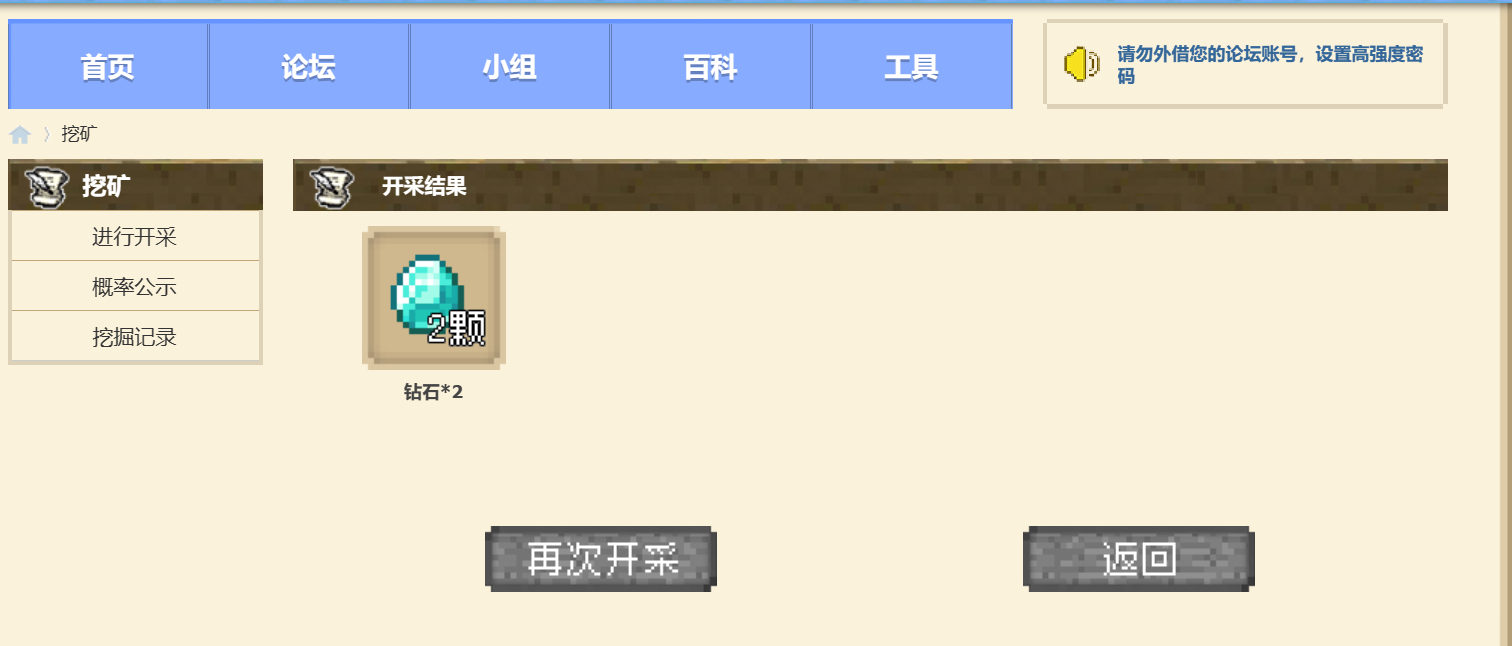 首页
论坛
小组
百科
工具
请勿外借您的论坛账号，设置高强度密
码
挖矿
挖矿
进行开采
概率公示
挖掘记录
开采结果
2颗
钻石*2
再次开采
返回